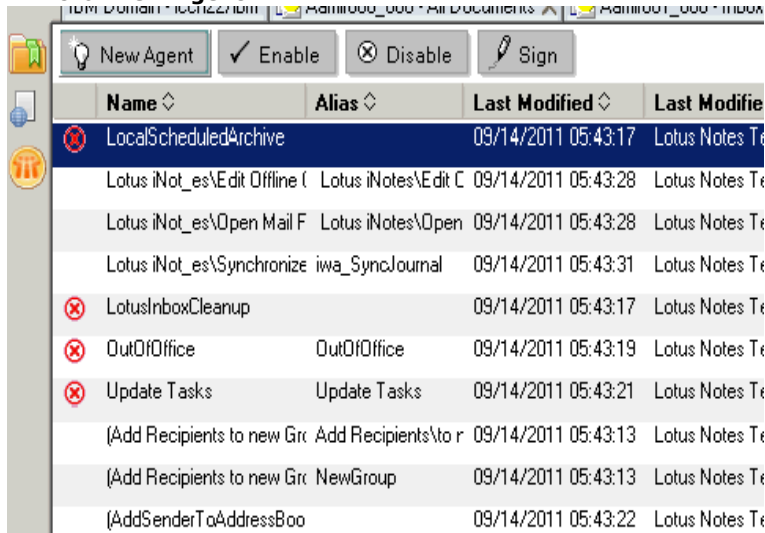 New Agent Enable Disable Sign
Name Alias Last Modified Last Modifie
LocalScheduledArchive 09/14/2011 05:43:17 Lotus Notes Te
Lotus iNot_es\Edit Offline ( Lotus iNotes\Edit C 09/14/2011 05:43:28 Lotus Notes Te
Lotus iNot_es\Open Mail F Lotus iNotes\Open 09/14/2011 05:43:28 Lotus Notes Te
Lotus iNot_es\Synchronize iwa_SyncJournal 09/14/2011 05:43:31 Lotus Notes Te
LotusInboxCleanup 09/14/2011 05:43:17 Lotus Notes Te
OutOfOffice OutOfOffice 09/14/2011 05:43:19 Lotus Notes Te
Update Tasks Update Tasks 09/14/2011 05:43:21 Lotus Notes Te
(Add Recipients to new Grc Add Recipients\to r 09/14/2011 05:43:13 Lotus Notes Te
(Add Recipients to new Grc NewGroup 09/14/2011 05:43:13 Lotus Notes Te
(AddSenderToAddressBoo 09/14/2011 05:43:22 Lotus Notes Te